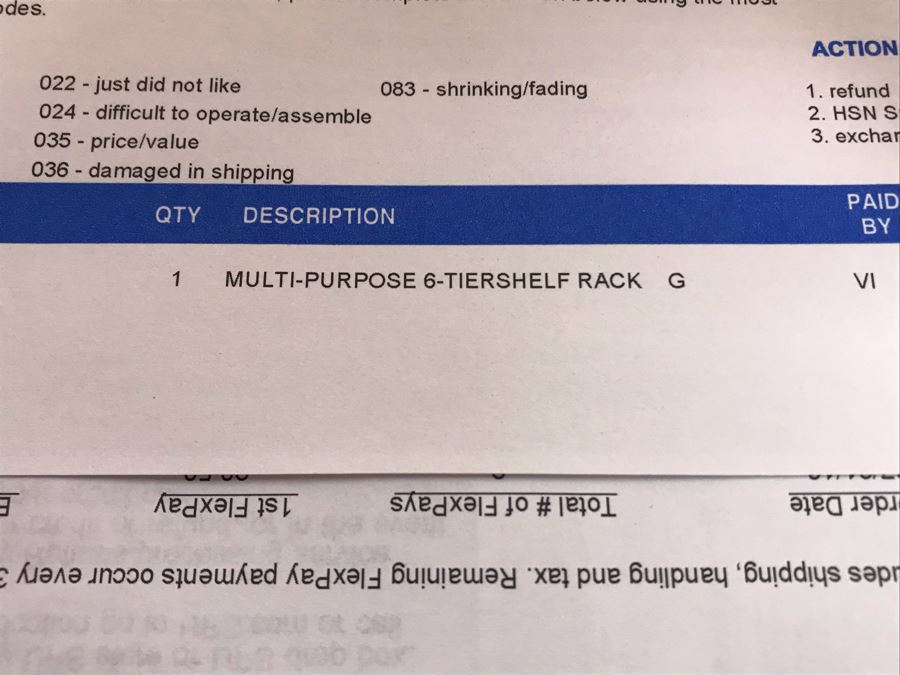 odes.
ACTION
022 - just did not like 083 - shrinking/fading 1. refund
024 - difficult to operate/assemble 2. HSN
035 - price/value 3.
036 - damaged in shipping
QTY DESCRIPTION PAID BY
1 MULTI-PURPOSE 6-TIERSHELF RACK G VI
rder Date Total # of FlexPays 1st FlexPay
udes shipping, handling and tax. Remaining FlexPay payments occur every 3